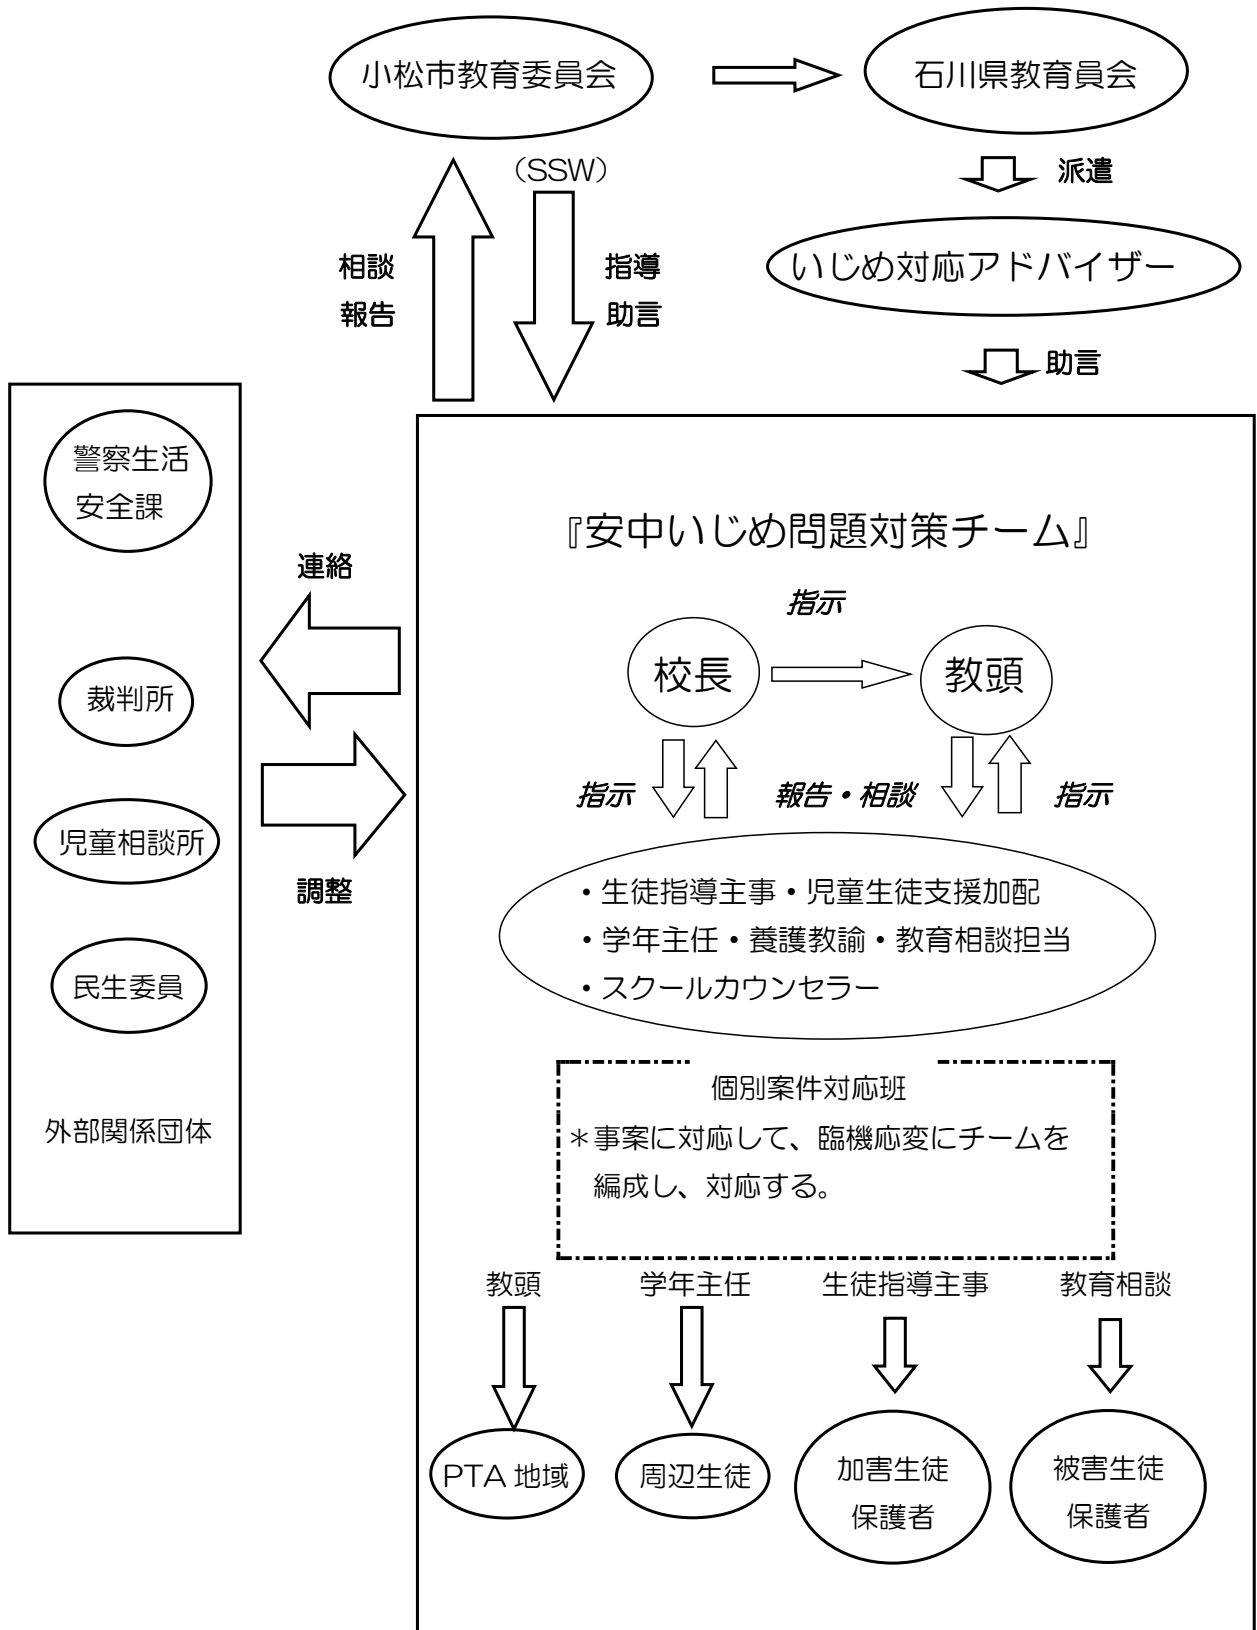 小松市教育委員会
石川県教育員会
(SSW)
派遣
相談
報告
指導
助言
いじめ対応アドバイザー
助言
警察生活
安全課
裁判所
児童相談所
民生委員
外部関係団体
連絡
調整
『安中いじめ問題対策チーム』
指示
校長
教頭
指示
報告・相談
指示
・生徒指導主事・児童生徒支援加配
・学年主任・養護教諭・教育相談担当
・スクールカウンセラー
個別案件対応班
＊事案に対応して、臨機応変にチームを
編成し、対応する。
教頭
学年主任
生徒指導主事
教育相談
PTA 地域
周辺生徒
加害生徒
保護者
被害生徒
保護者